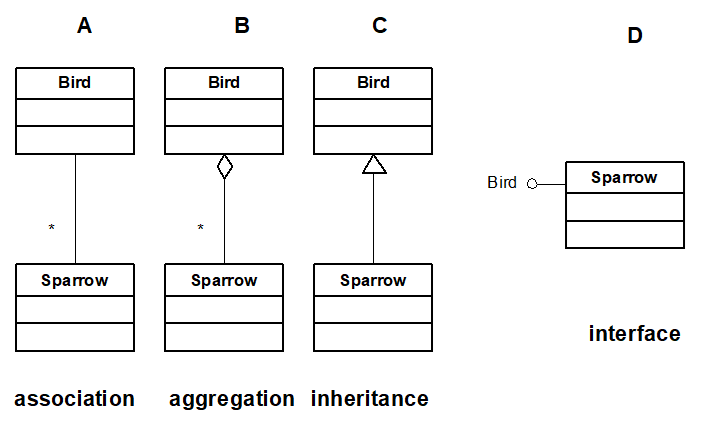 A
Bird
*
Sparrow
association
B
Bird
*
Sparrow
aggregation
C
Bird
Sparrow
inheritance
D
Bird
Sparrow
interface